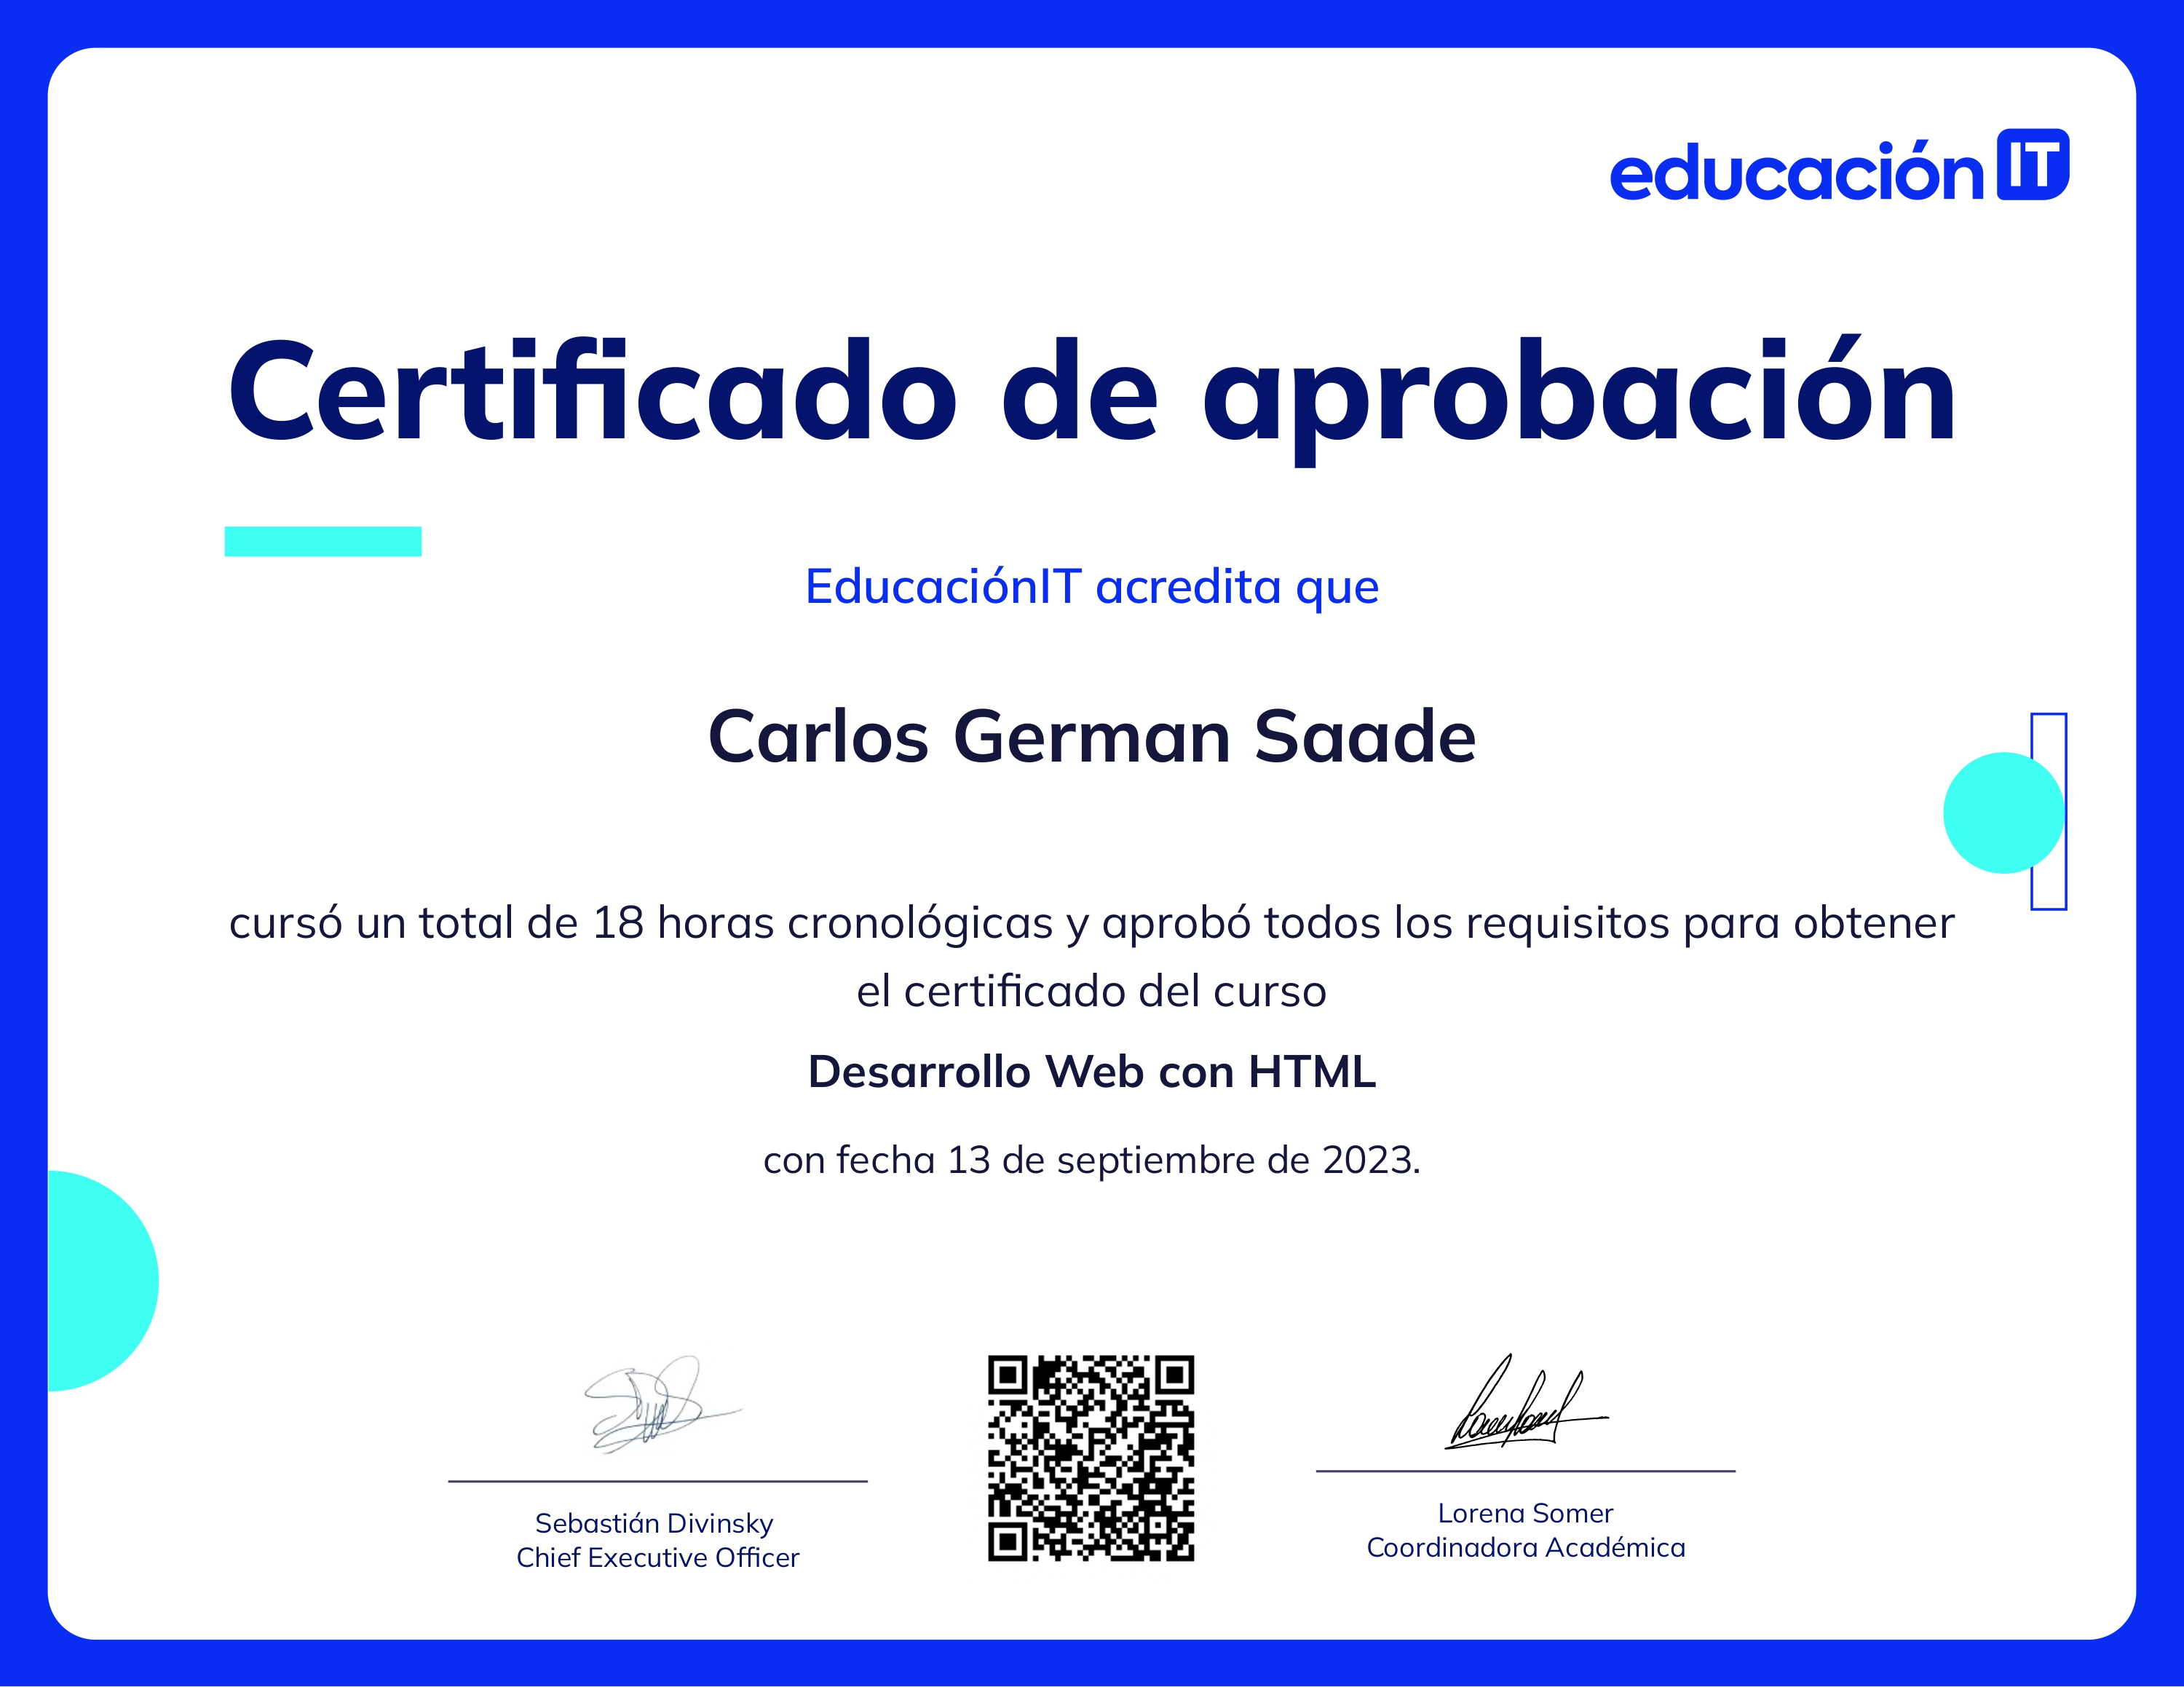 educación IT
Certificado de aprobación
EducaciónIT acredita que
Carlos German Saade
cursó un total de 18 horas cronológicas y aprobó todos los requisitos para obtener
el certificado del curso
Desarrollo Web con HTML
con fecha 13 de septiembre de 2023.
Sebastián Divinsky
Chief Executive Officer
Lorena Somer
Coordinadora Académica